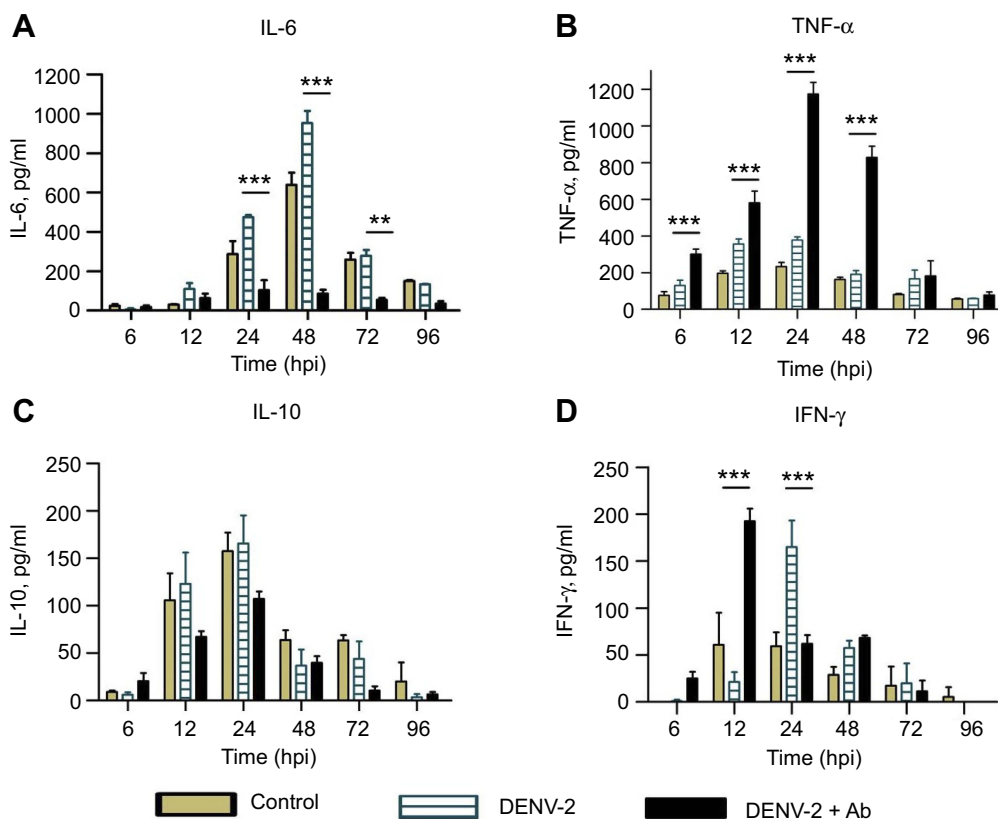 A
IL-6
IL-6, pg/ml
1200
1000
800
600
400
200
0
***
***
**
6 12 24 48 72 96
Time (hpi)
B
TNF-α
TNF-α, pg/ml
1200
1000
800
600
400
200
0
***
***
***
***
6 12 24 48 72 96
Time (hpi)
C
IL-10
IL-10, pg/ml
250
200
150
100
50
0
6 12 24 48 72 96
Time (hpi)
D
IFN-γ
IFN-γ, pg/ml
250
200
150
100
50
0
***
***
6 12 24 48 72 96
Time (hpi)
Control DENV-2 DENV-2 + Ab